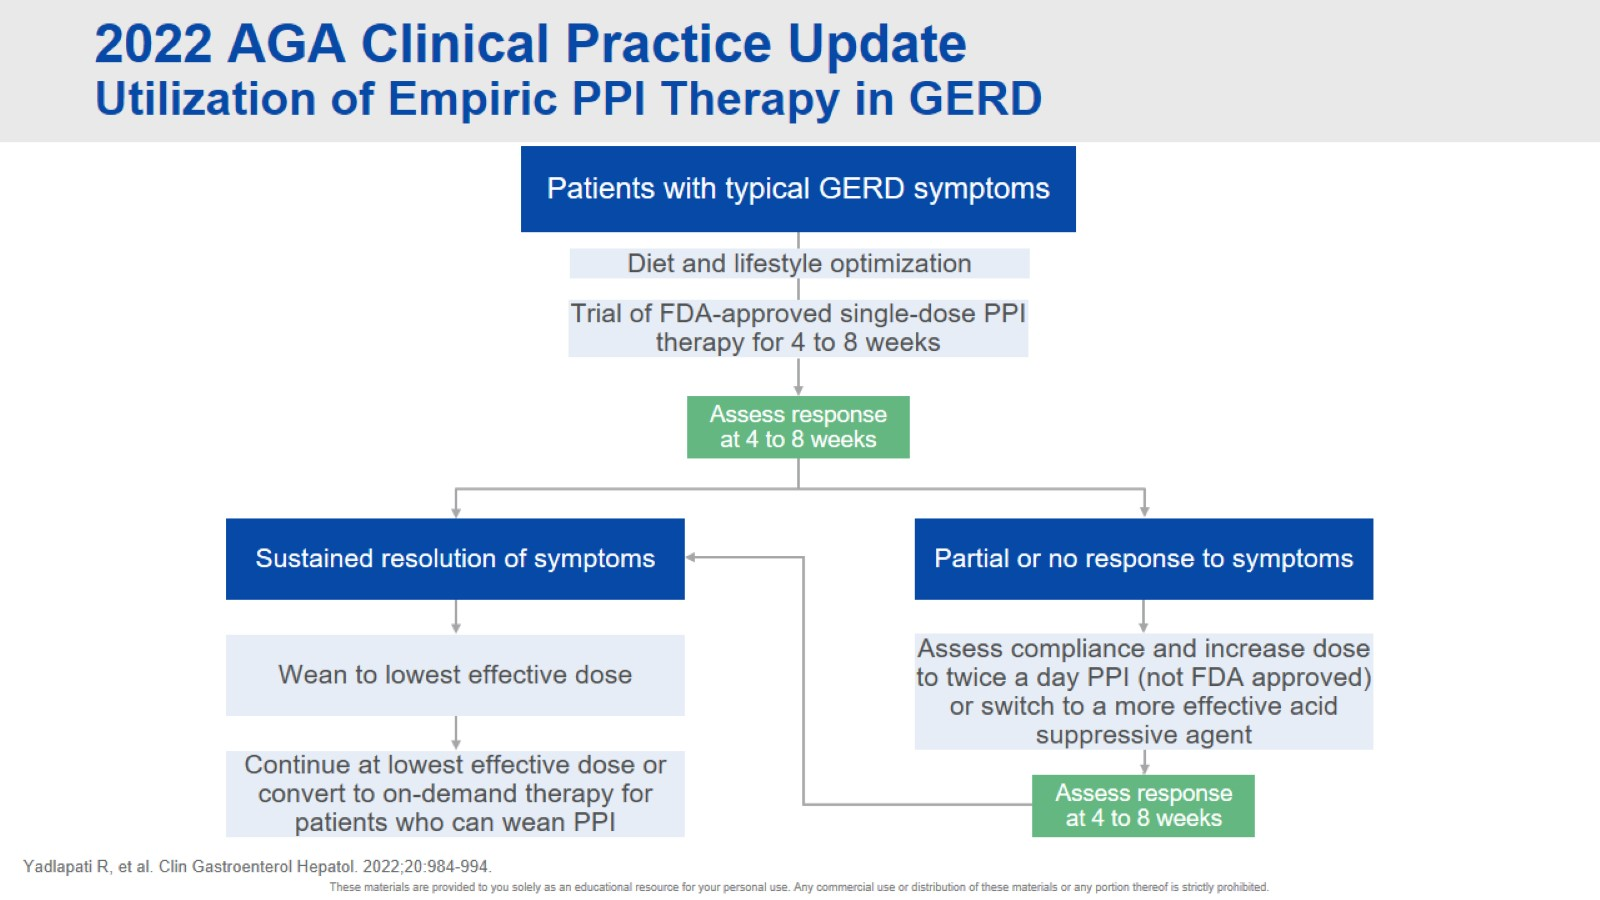 2022 AGA Clinical Practice Update
Utilization of Empiric PPI Therapy in GERD
Patients with typical GERD symptoms
Diet and lifestyle optimization
Trial of FDA-approved single-dose PPI
therapy for 4 to 8 weeks
Assess response
at 4 to 8 weeks
Sustained resolution of symptoms
Wean to lowest effective dose
Continue at lowest effective dose or
convert to on-demand therapy for
patients who can wean PPI
Partial or no response to symptoms
Assess compliance and increase dose
to twice a day PPI (not FDA approved)
or switch to a more effective acid
suppressive agent
Assess response
at 4 to 8 weeks
Yadlapati R, et al. Clin Gastroenterol Hepatol. 2022;20:984-994.
These materials are provided to you solely as an educational resource for your personal use. Any commercial use or distribution of these materials or any portion thereof is strictly prohibited.